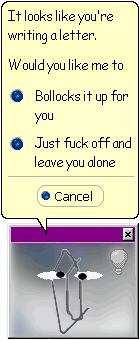 It looks like you're
writing a letter.
Would you like me to
Bollocks it up for
you
Just fuck off and
leave you alone
Cancel